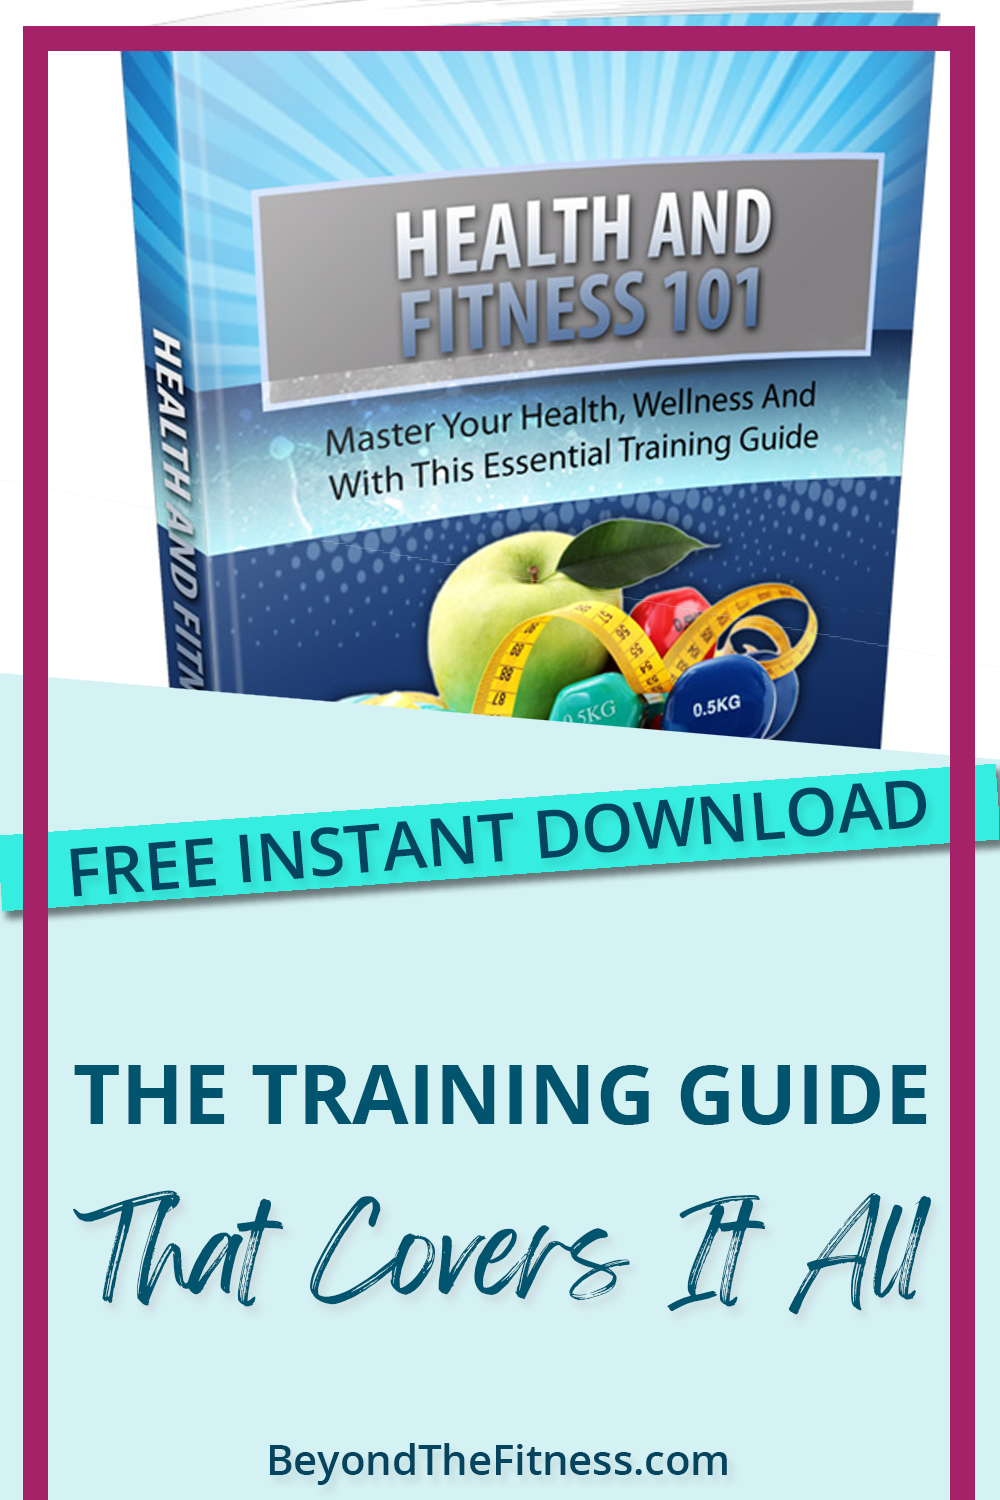 HEALTH AND
FITNESS 101
Master Your Health, Wellness And
With This Essential Training Guide
HEALTH AND FITN
0.5KG
0.5KG
FREE INSTANT DOWNLOAD
THE TRAINING GUIDE
That Covers It All
BeyondTheFitness.com